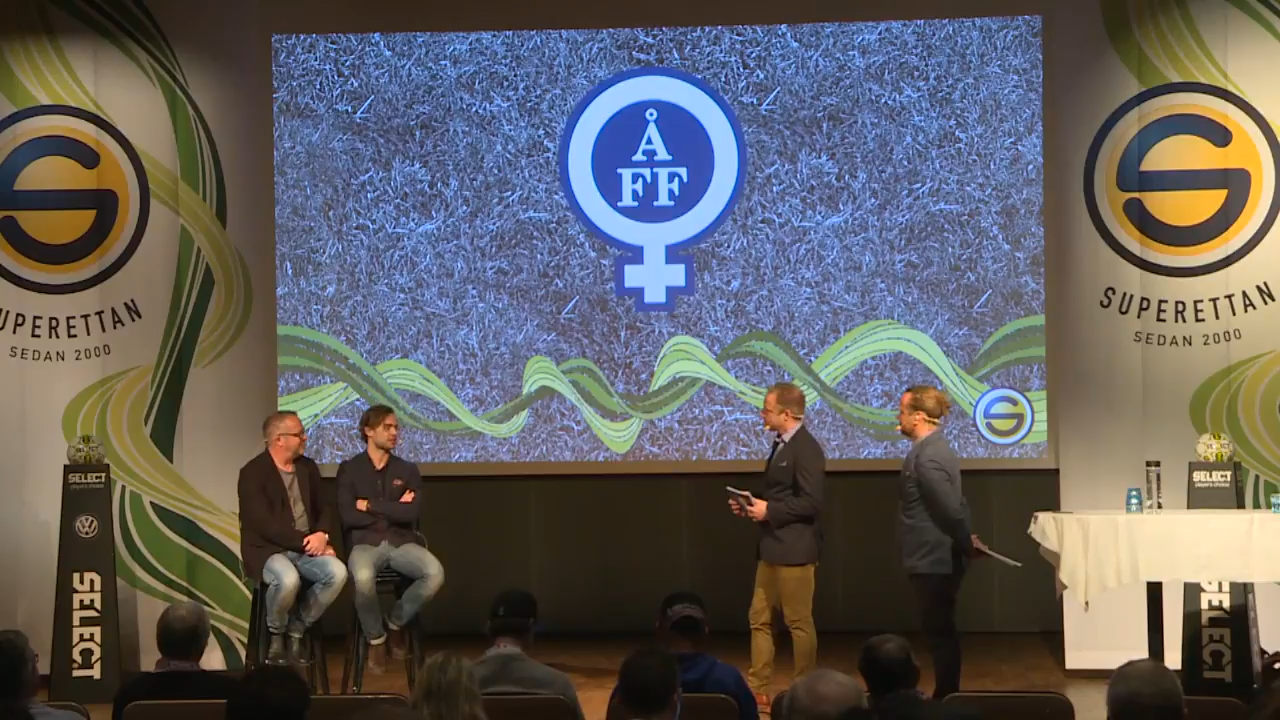 Å
FF
SUPERETTAN
SEDAN 2000
SUPERETTAN
SEDAN 2000
SELECT
SELECT
SELECT
SELECT